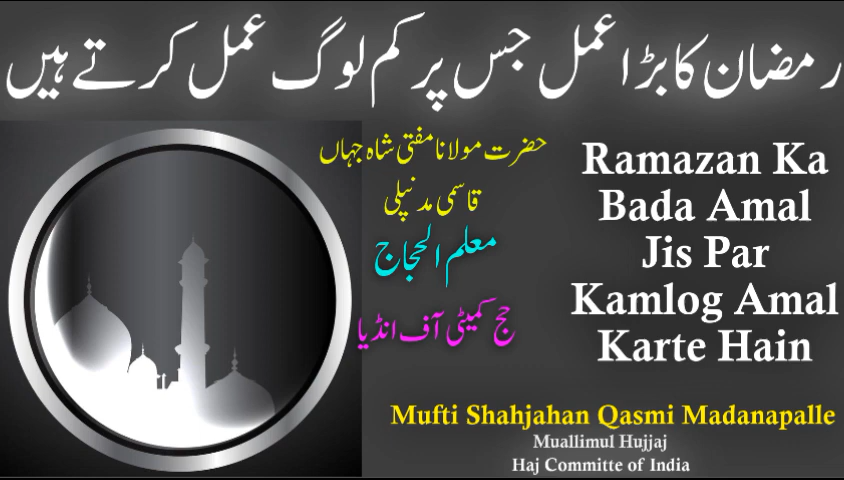 رمضان کا بڑا عمل جس پر کم لوگ عمل کرتے ہیں
حضرت مولانا مفتی شاہ جہاں
قاسمی مدنپلی
معلم الحجاج
حج کمیٹی آف انڈیا
Ramazan Ka
Bada Amal
Jis Par
Kamlog Amal
Karte Hain
Mufti Shahjahan Qasmi Madanapalle
Muallimul Hujjaj
Haj Committe of India